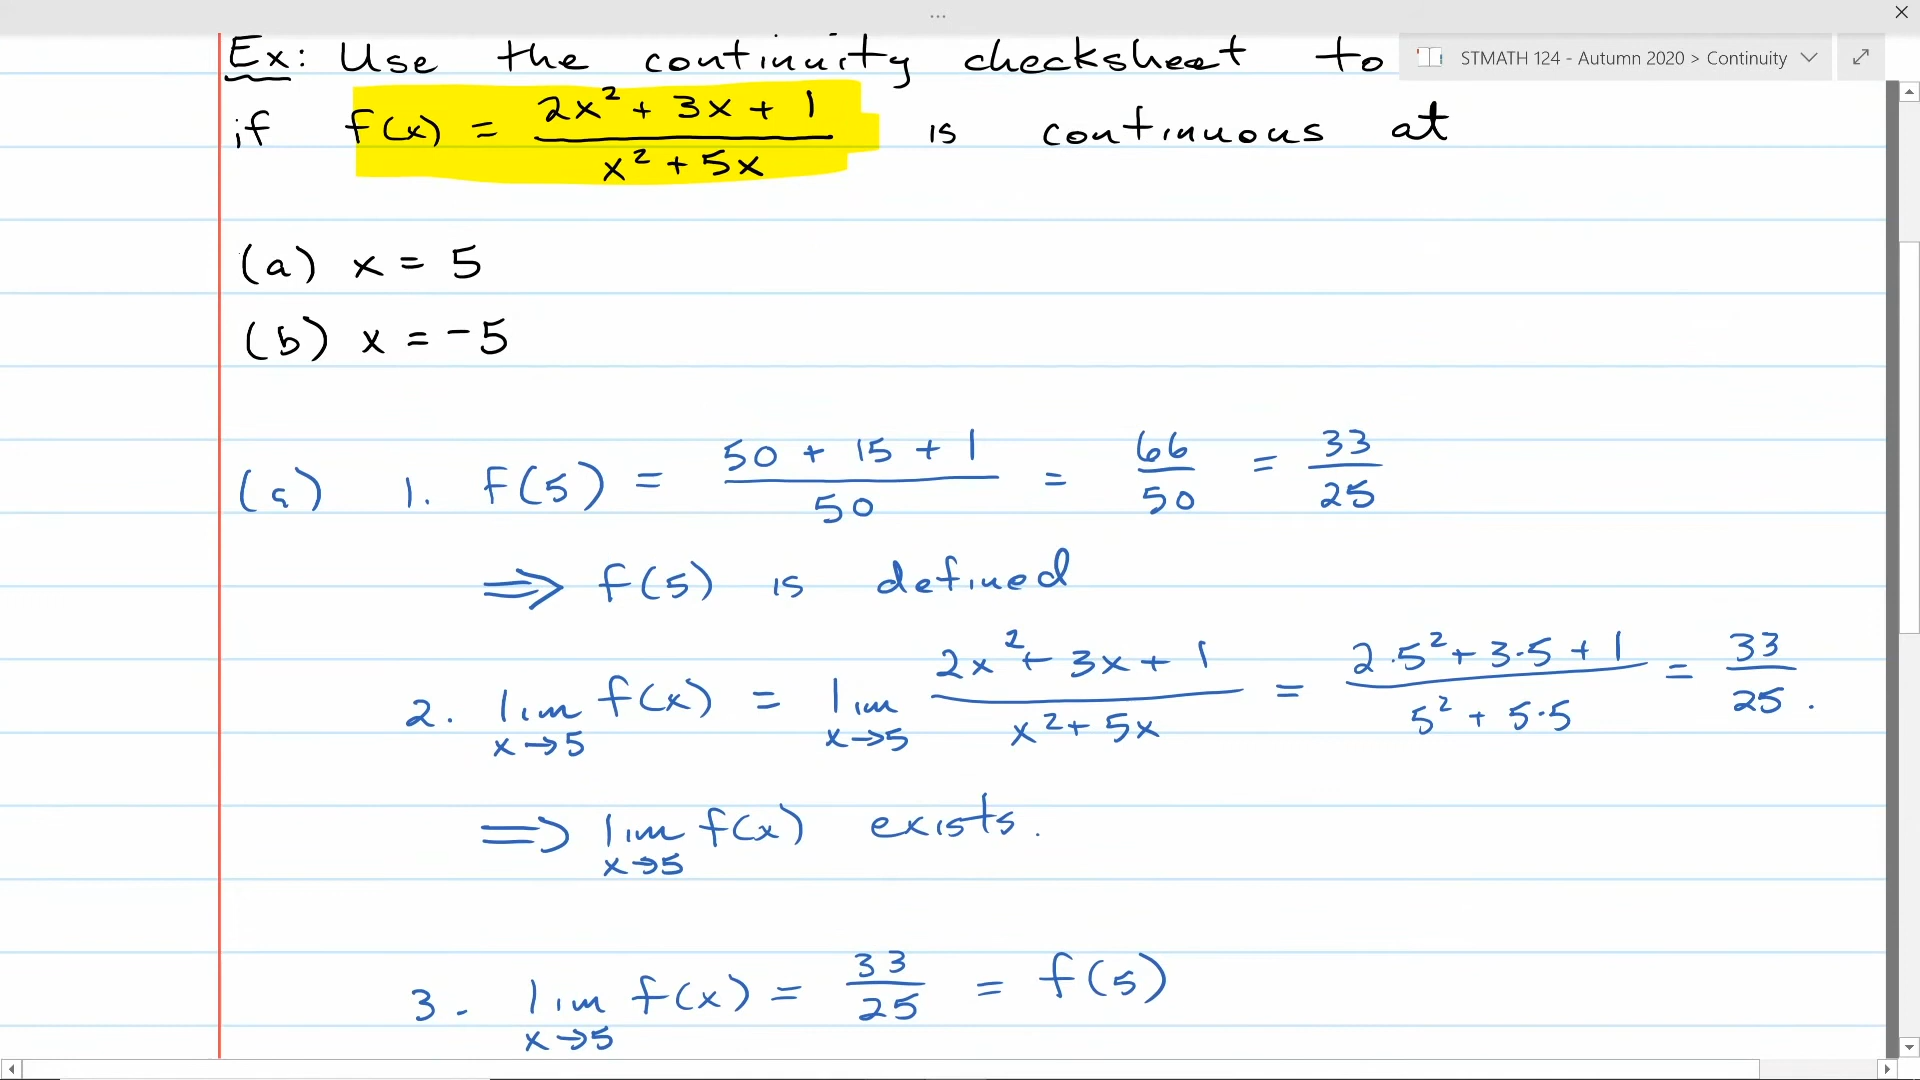 ...
Ex: Use the continuity checksheet to
STMATH 124 - Autumn 2020 > Continuity
if f(x) = (2x² + 3x + 1)/(x² + 5x) is continuous at
(a) x = 5
(b) x = -5
(a) 1. f(5) = (50 + 15 + 1)/50 = 66/50 = 33/25
⇒ f(5) is defined
2. lim x→5 f(x) = lim x→5 (2x² + 3x + 1)/(x² + 5x) = (2·5² + 3·5 + 1)/(5² + 5·5) = 33/25.
⇒ lim x→5 f(x) exists.
3. lim x→5 f(x) = 33/25 = f(5)